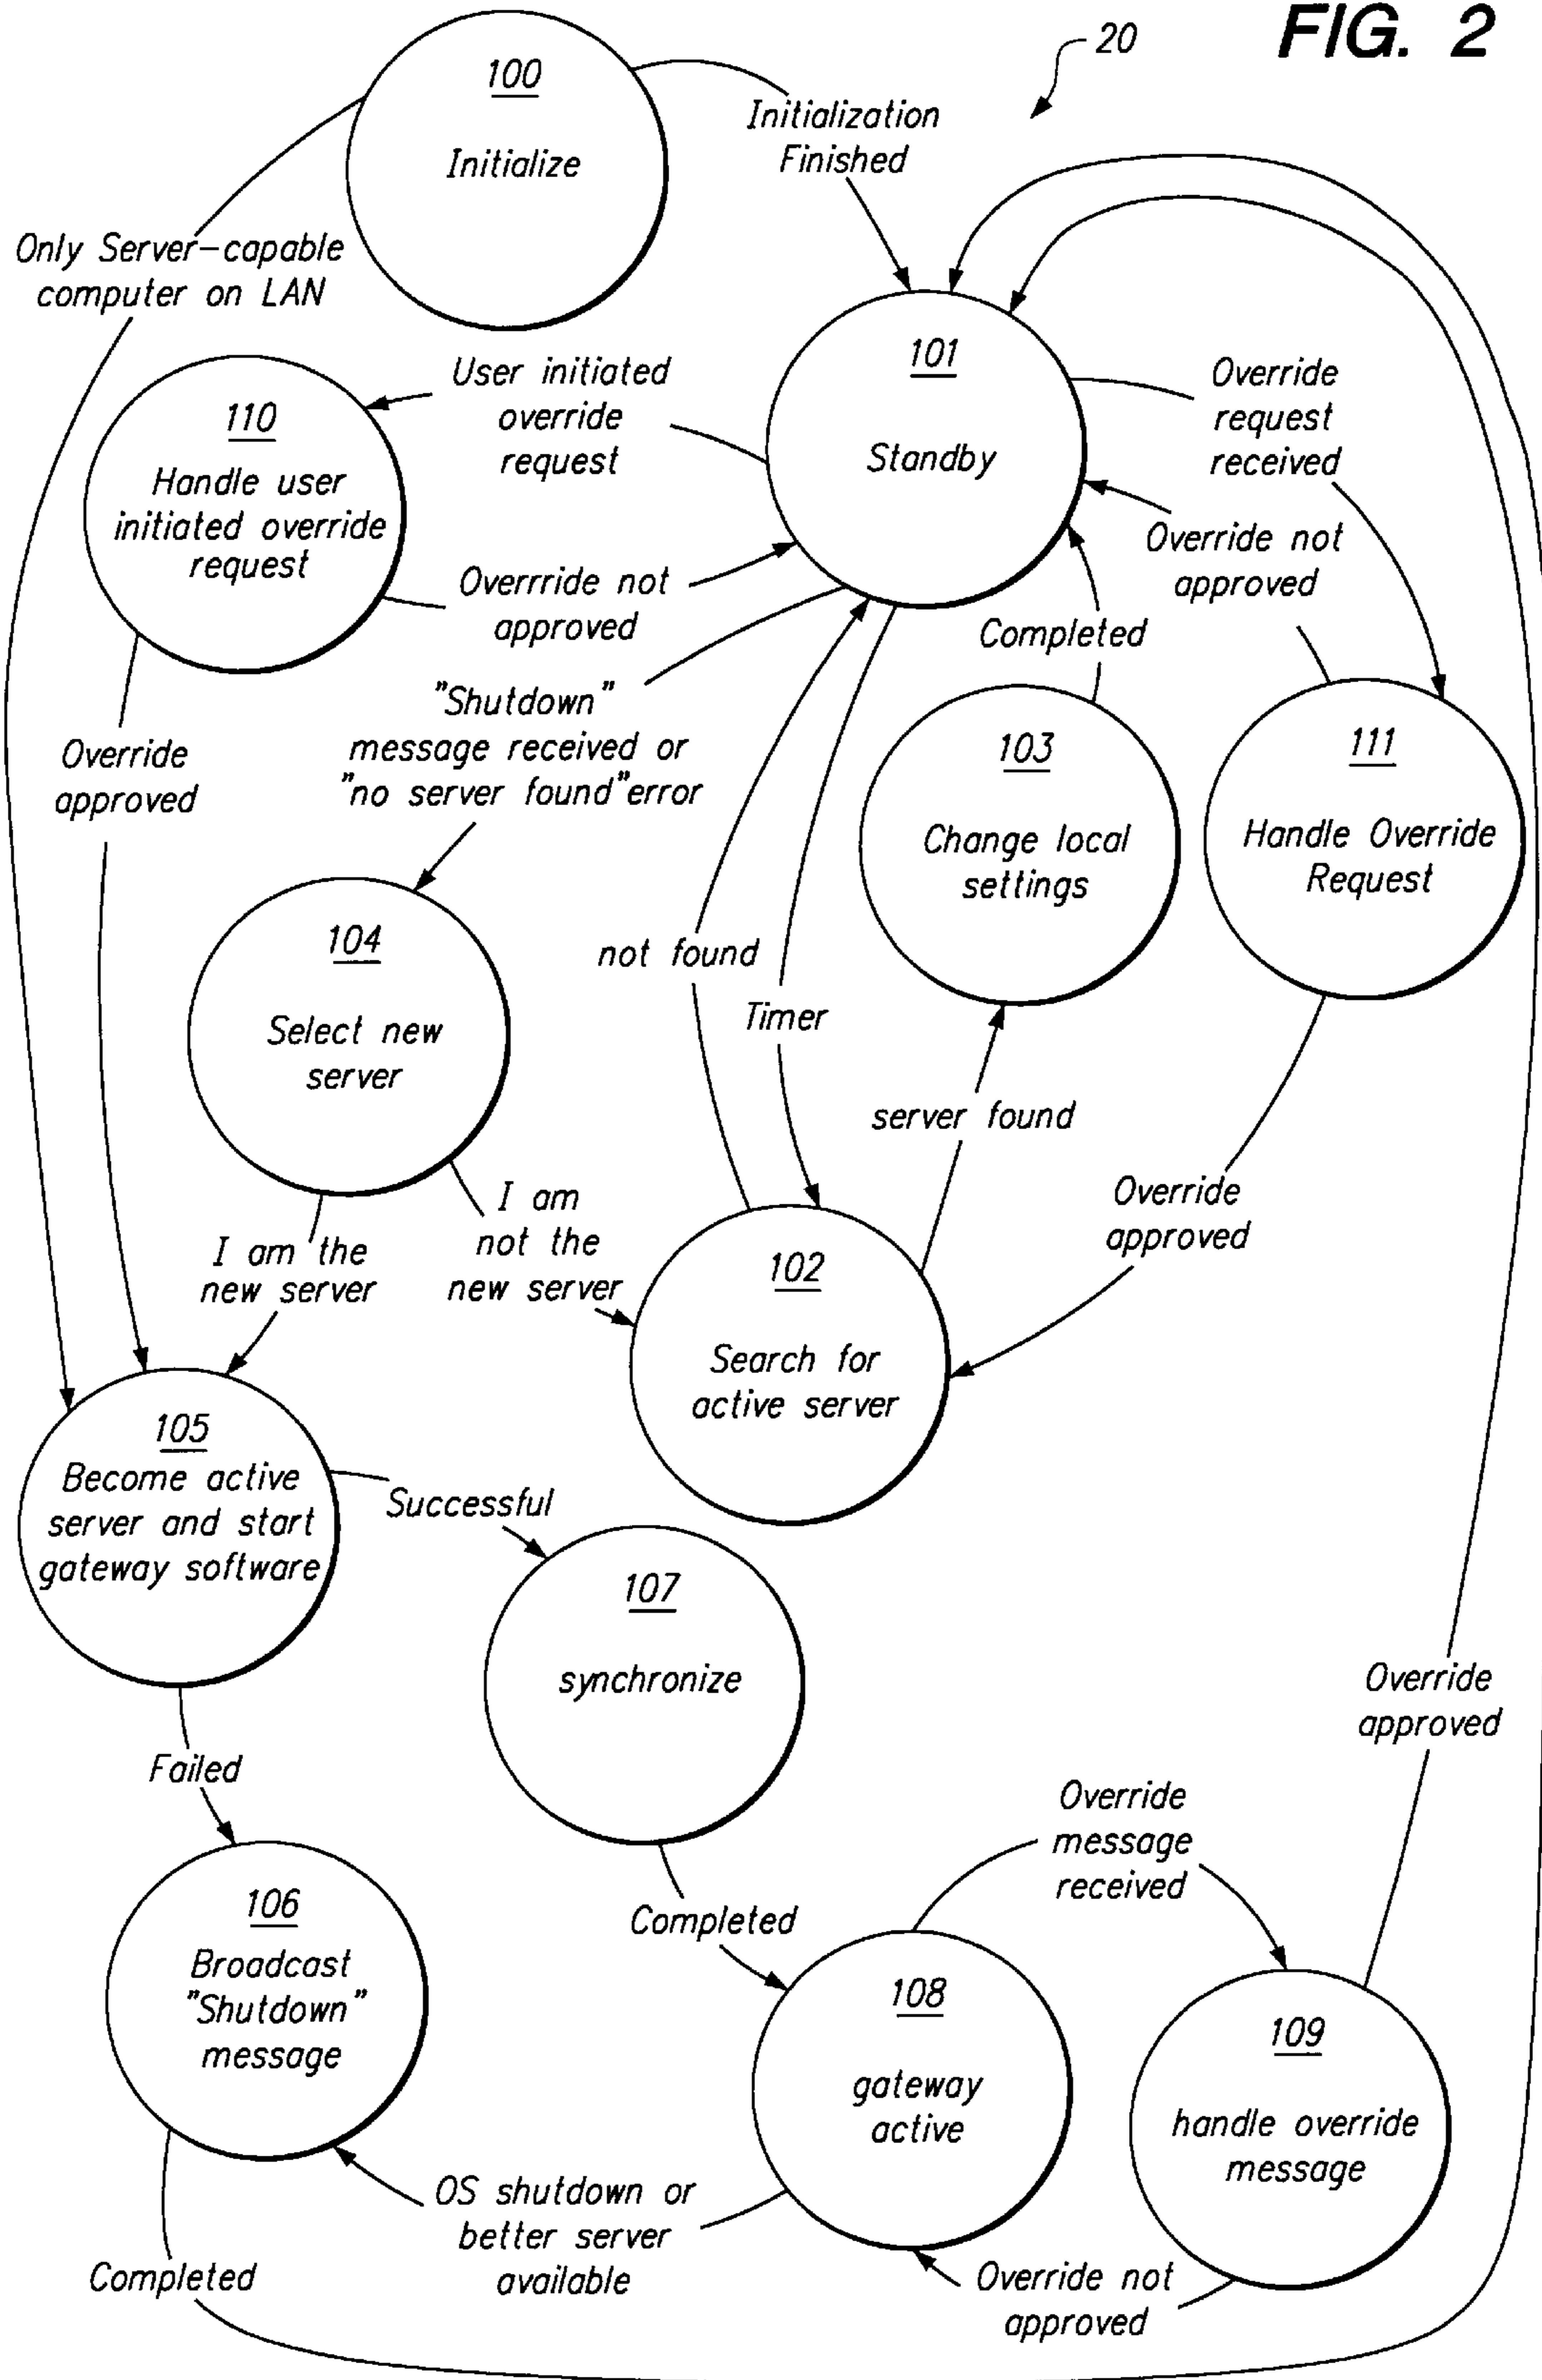 FIG. 2
20
100
Initialize
Initialization
Finished
Only Server-capable
computer on LAN
101
Standby
User initiated
override
request
Override
request
received
110
Handle user
initiated override
request
Overrride not
approved
Override not
approved
Completed
"Shutdown"
message received or
"no server found"error
Override
approved
103
Change local
settings
111
Handle Override
Request
104
Select new
server
not found
Timer
server found
Override
approved
I am the
new server
I am
not the
new server
102
Search for
active server
105
Become active
server and start
gateway software
Successful
107
synchronize
Failed
Override
approved
106
Broadcast
"Shutdown"
message
Completed
Override
message
received
108
gateway
active
109
handle override
message
OS shutdown or
better server
available
Override not
approved
Completed